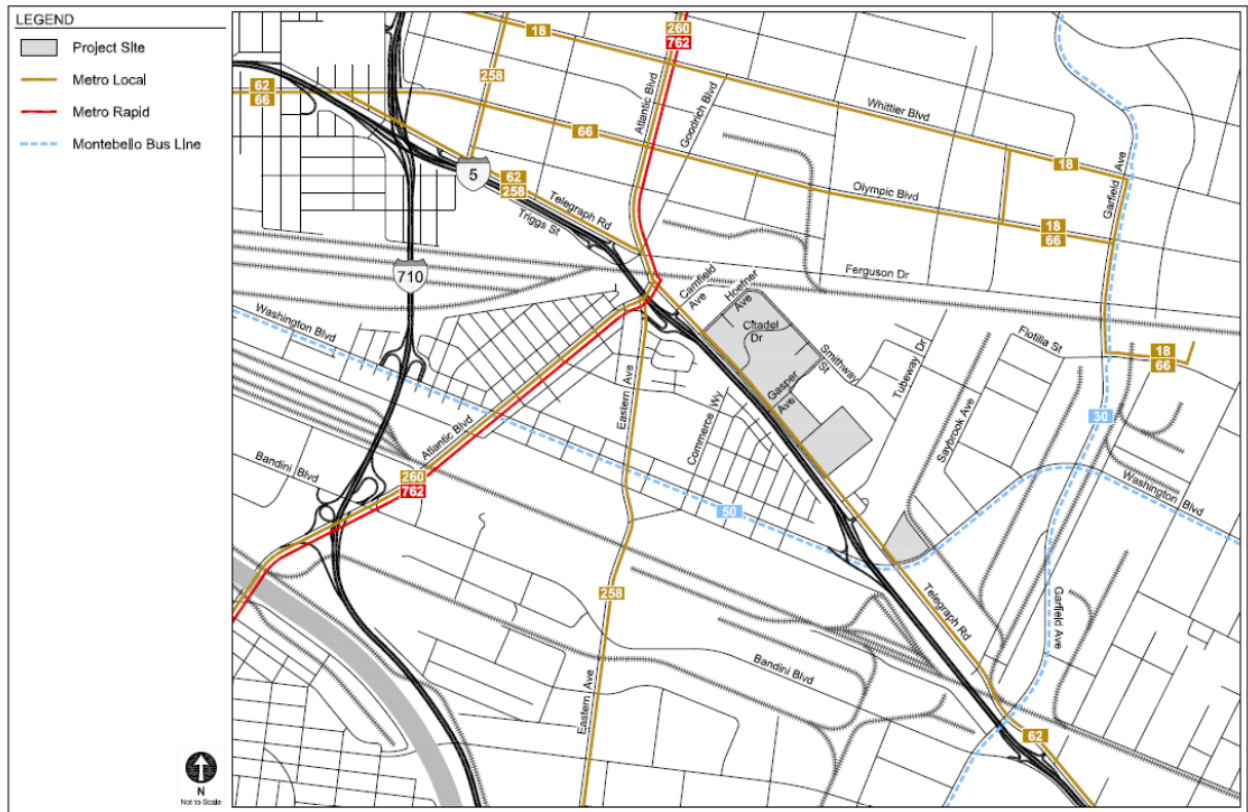 LEGEND
Project Site
Metro Local
Metro Rapid
Montebello Bus Line
N
Not to Scale
18
260
762
258
62
66
Atlantic Blvd
Goodrich Blvd
Whittier Blvd
66
18
Garfield Ave
5
62
258
Telegraph Rd
Triggs St
Olympic Blvd
18
66
710
Ferguson Dr
Camfield Ave
Hoefner Ave
Citadel Dr
Smithway St
Tubeway Dr
Flotilla St
18
66
Washington Blvd
Gasper Ave
Eastern Ave
Commerce Wy
Saybrook Ave
30
Atlantic Blvd
Bandini Blvd
260
762
Washington Blvd
50
258
Telegraph Rd
Garfield Ave
Bandini Blvd
Eastern Ave
62